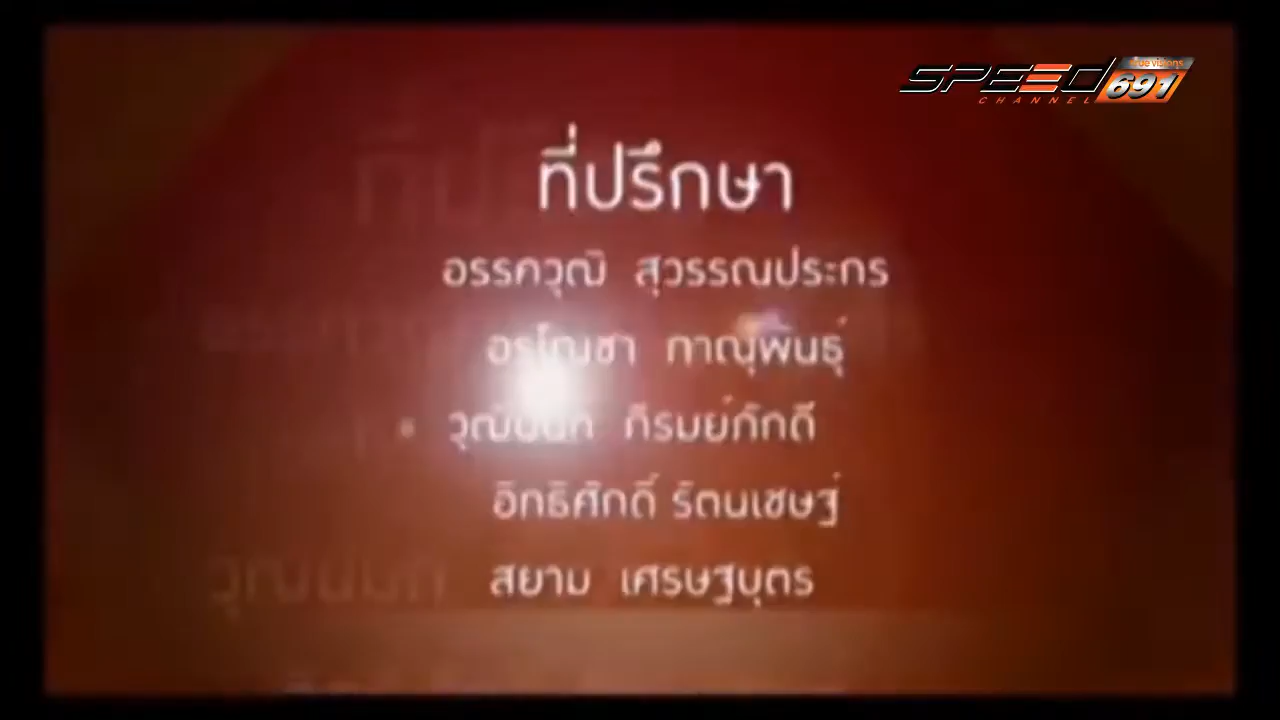 SPEED
true visions
CHANNEL
691
ที่ปรึกษา
อรรควุฒิ สุวรรณประกร
อรัญชา กาณุพันธุ์
ภิรมย์ภักดี
อิทธิศักดิ์ รัตนเชษฐ์
สยาม เศรษฐบุตร